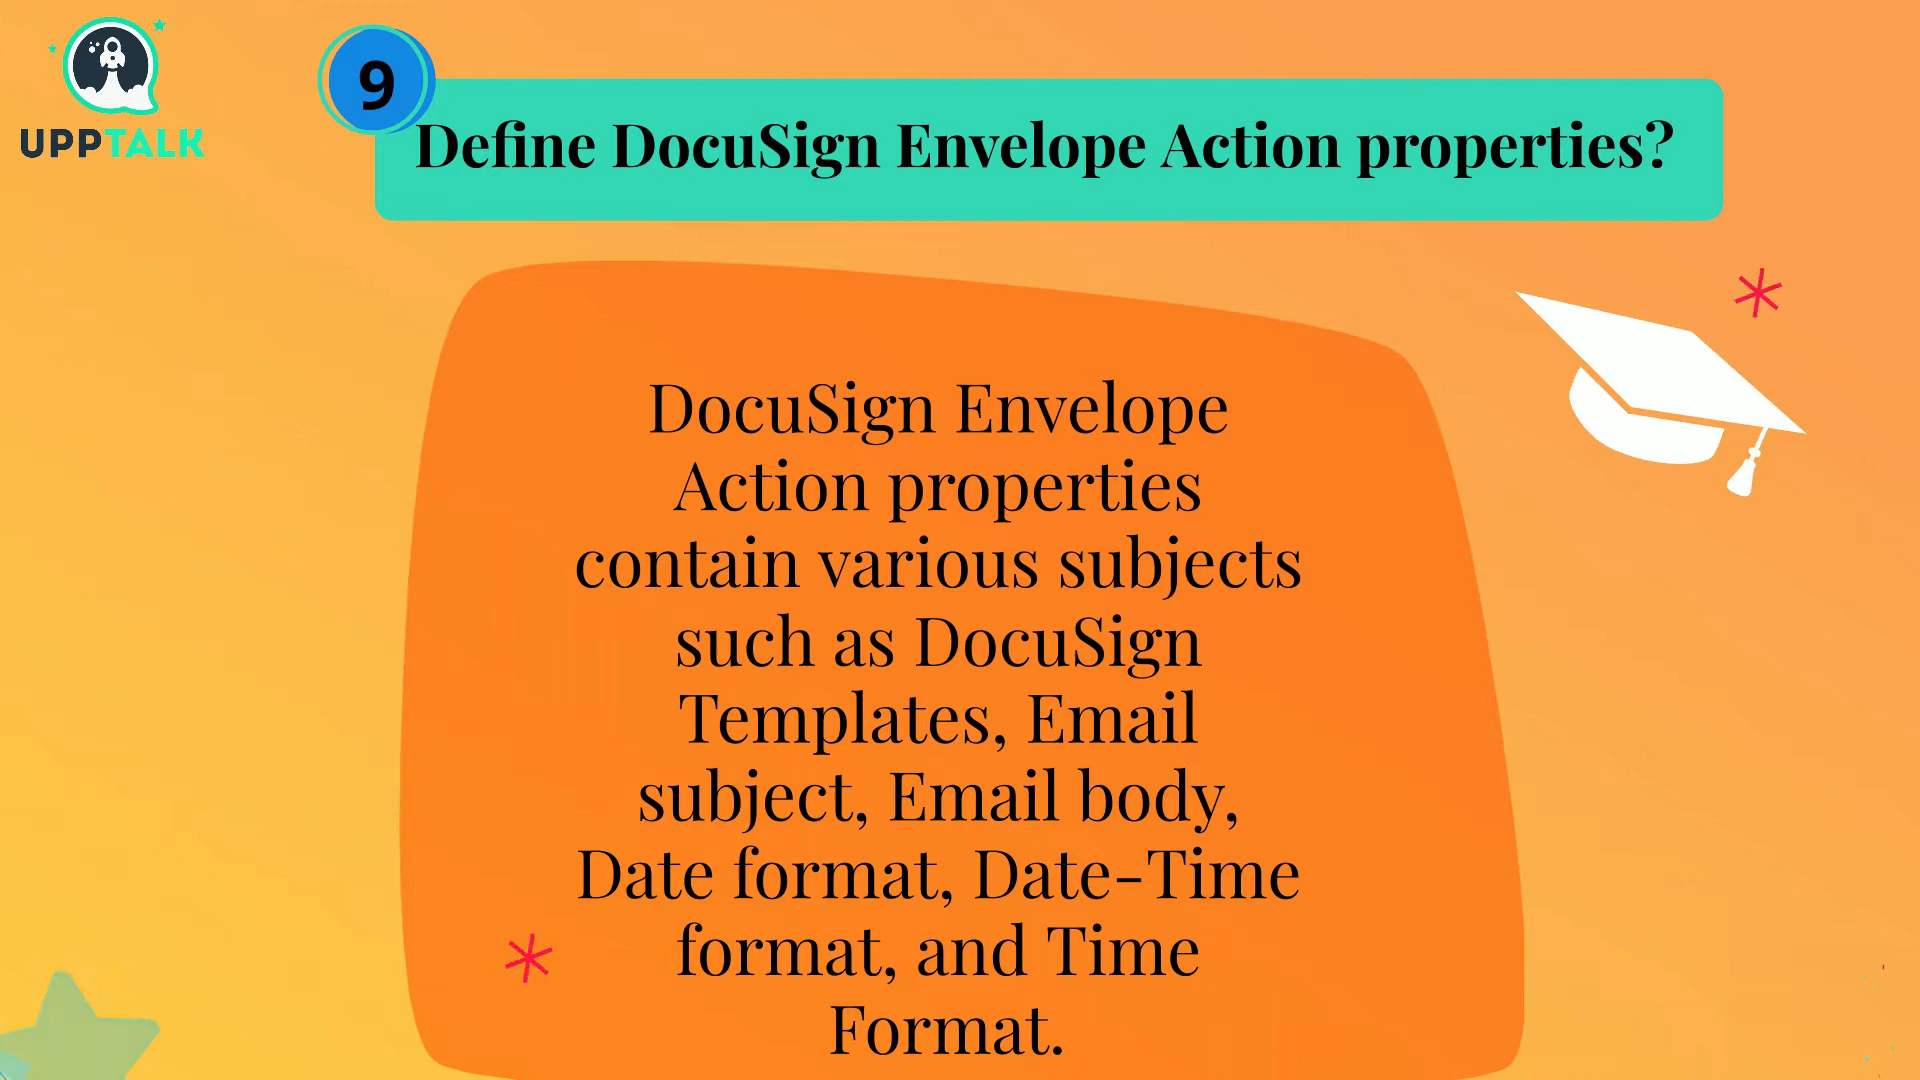 UPPTALK
9
Define DocuSign Envelope Action properties?
DocuSign Envelope
Action properties
contain various subjects
such as DocuSign
Templates, Email
subject, Email body,
Date format, Date-Time
format, and Time
Format.